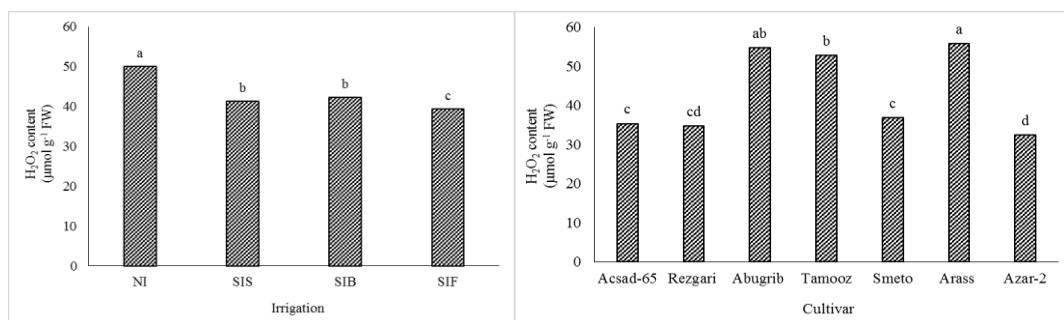 60
50
40
30
20
10
0
H₂O₂ content
(µmol g⁻¹ FW)
a
b
b
c
NI SIS SIB SIF
Irrigation
60
50
40
30
20
10
0
H₂O₂ content
(µmol g⁻¹ FW)
c
cd
ab
b
c
a
d
Acsad-65 Rezgari Abugrib Tamooz Smeto Arass Azar-2
Cultivar